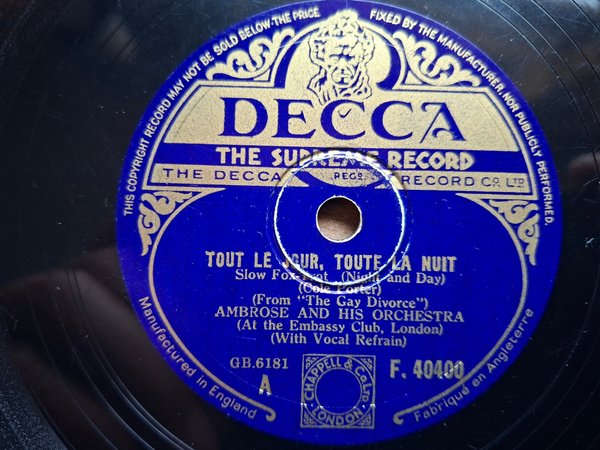 THIS COPYRIGHT RECORD MAY NOT BE SOLD BELOW THE PRICE FIXED BY THE MANUFACTURER, NOR PUBLICLY PERFORMED.
DECCA
THE SUPREME RECORD
THE DECCA REGD. RECORD CO. LTD
TOUT LE JOUR, TOUTE LA NUIT
Slow Fox-Trot (Night and Day)
(Cole Porter)
(From "The Gay Divorce")
AMBROSE AND HIS ORCHESTRA
(At the Embassy Club, London)
(With Vocal Refrain)
GB.6181
A
F. 40400
CHAPPELL & Co. LTD. LONDON
Manufactured in England
Fabriqué en Angleterre